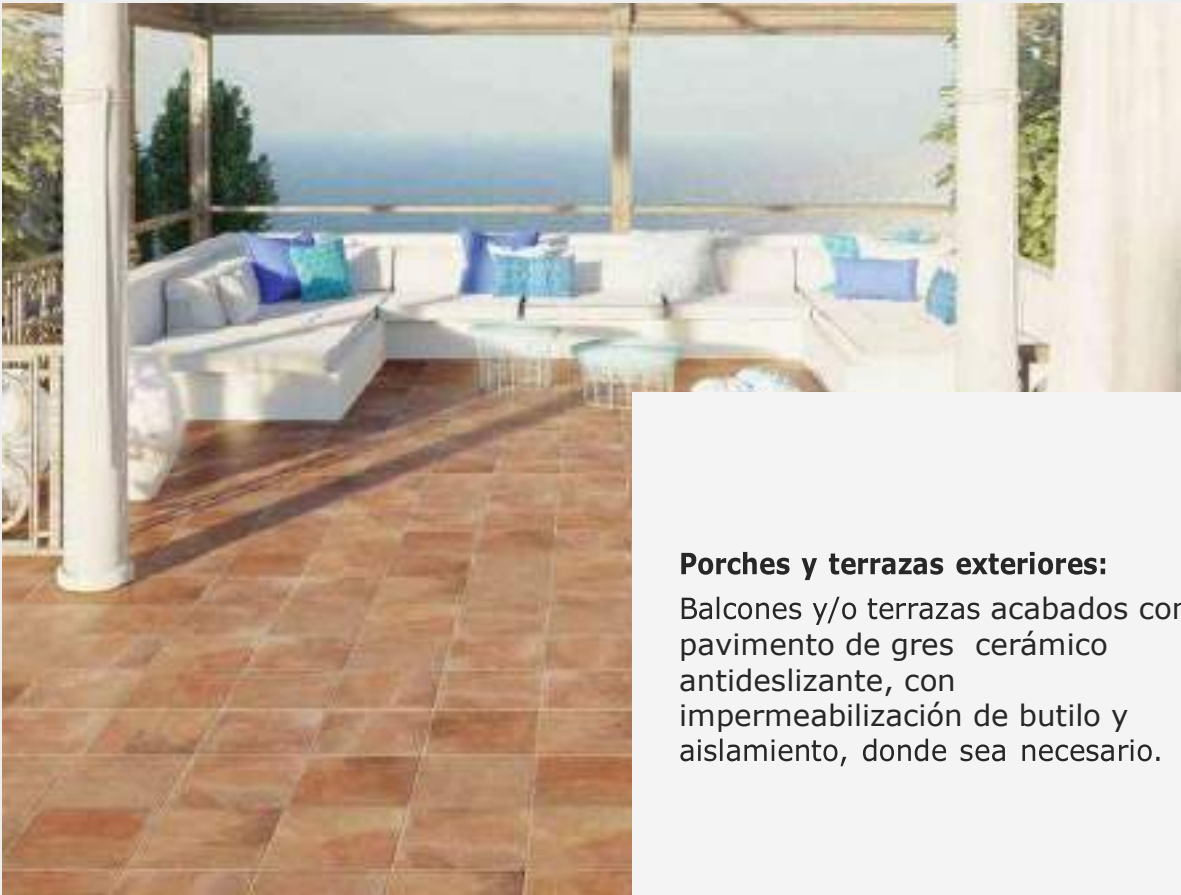 Porches y terrazas exteriores:
Balcones y/o terrazas acabados con
pavimento de gres cerámico
antideslizante, con
impermeabilización de butilo y
aislamiento, donde sea necesario.